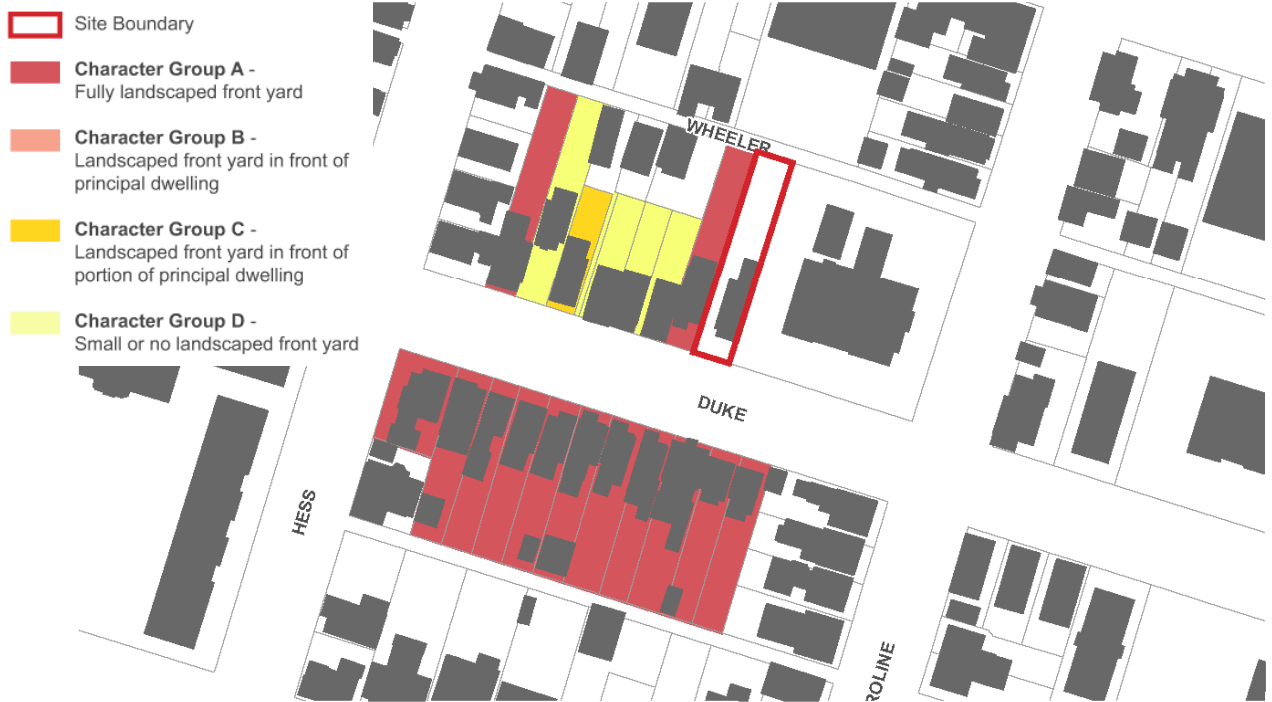 Site Boundary
Character Group A -
Fully landscaped front yard
Character Group B -
Landscaped front yard in front of
principal dwelling
Character Group C -
Landscaped front yard in front of
portion of principal dwelling
Character Group D -
Small or no landscaped front yard
WHEELER
DUKE
HESS
ROLINE